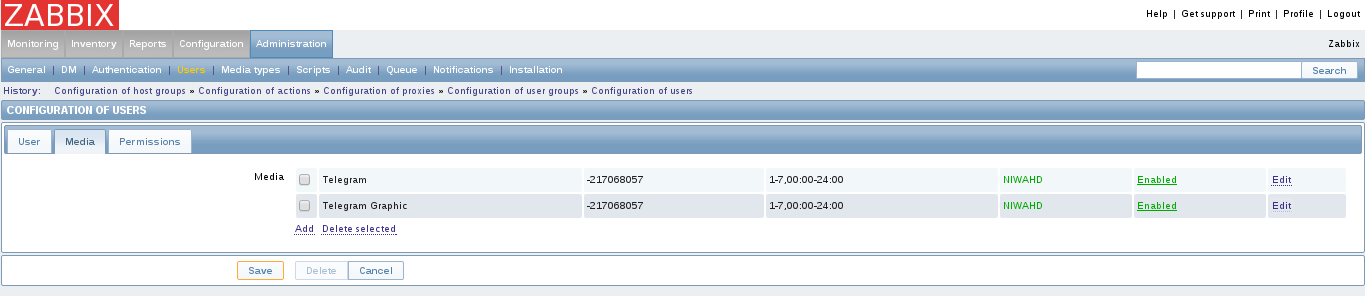 ZABBIX
Help | Get support | Print | Profile | Logout
Monitoring Inventory Reports Configuration Administration Zabbix
General | DM | Authentication | Users | Media types | Scripts | Audit | Queue | Notifications | Installation Search
History: Configuration of host groups » Configuration of actions » Configuration of proxies » Configuration of user groups » Configuration of users
CONFIGURATION OF USERS
User Media Permissions
Media Telegram -217068057 1-7,00:00-24:00 NIWAHD Enabled Edit
Telegram Graphic -217068057 1-7,00:00-24:00 NIWAHD Enabled Edit
Add Delete selected
Save Delete Cancel